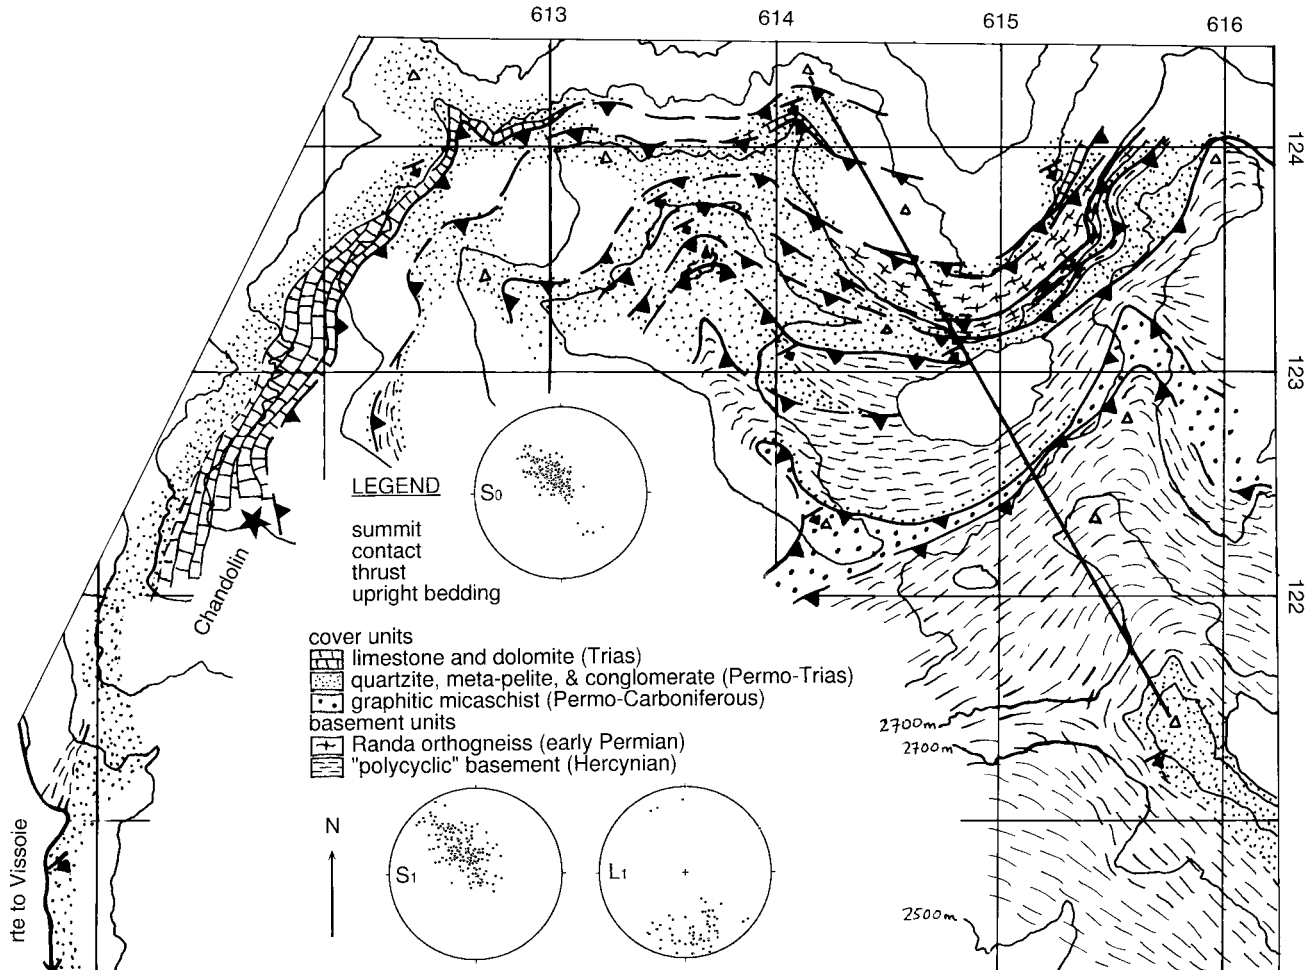 613
614
615
616
124
123
122
S0
LEGEND
summit
contact
thrust
upright bedding
Chandolin
cover units
limestone and dolomite (Trias)
quartzite, meta-pelite, & conglomerate (Permo-Trias)
graphitic micaschist (Permo-Carboniferous)
basement units
Randa orthogneiss (early Permian)
"polycyclic" basement (Hercynian)
2700m
2700m
2500m
N
S1
L1
rte to Vissoie